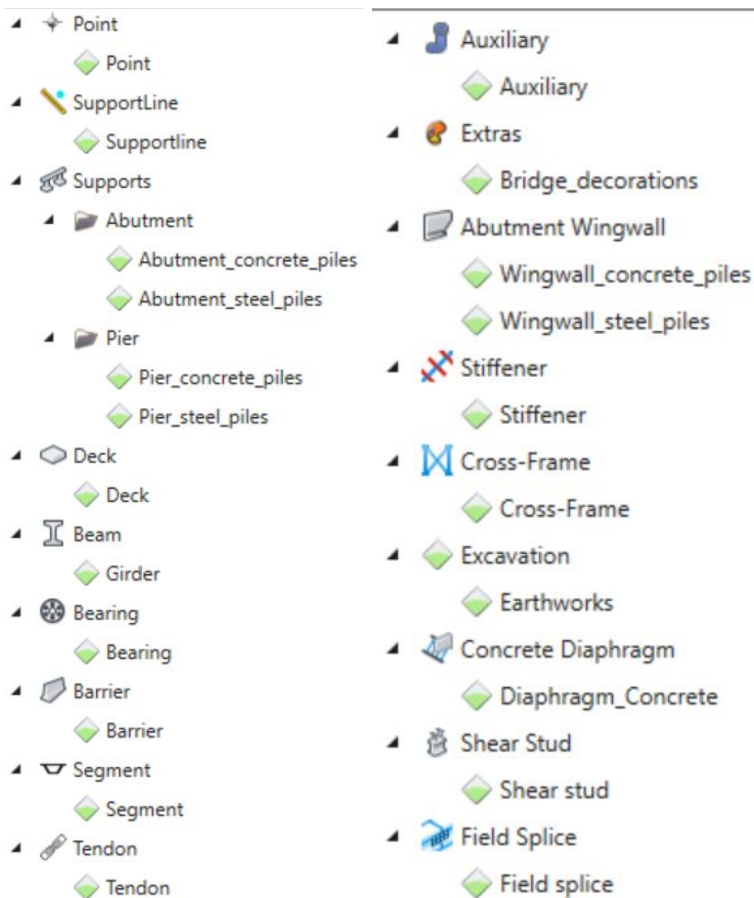 Point
Point
SupportLine
Supportline
Supports
Abutment
Abutment_concrete_piles
Abutment_steel_piles
Pier
Pier_concrete_piles
Pier_steel_piles
Deck
Deck
Beam
Girder
Bearing
Bearing
Barrier
Barrier
Segment
Segment
Tendon
Tendon
Auxiliary
Auxiliary
Extras
Bridge_decorations
Abutment Wingwall
Wingwall_concrete_piles
Wingwall_steel_piles
Stiffener
Stiffener
Cross-Frame
Cross-Frame
Excavation
Earthworks
Concrete Diaphragm
Diaphragm_Concrete
Shear Stud
Shear stud
Field Splice
Field splice